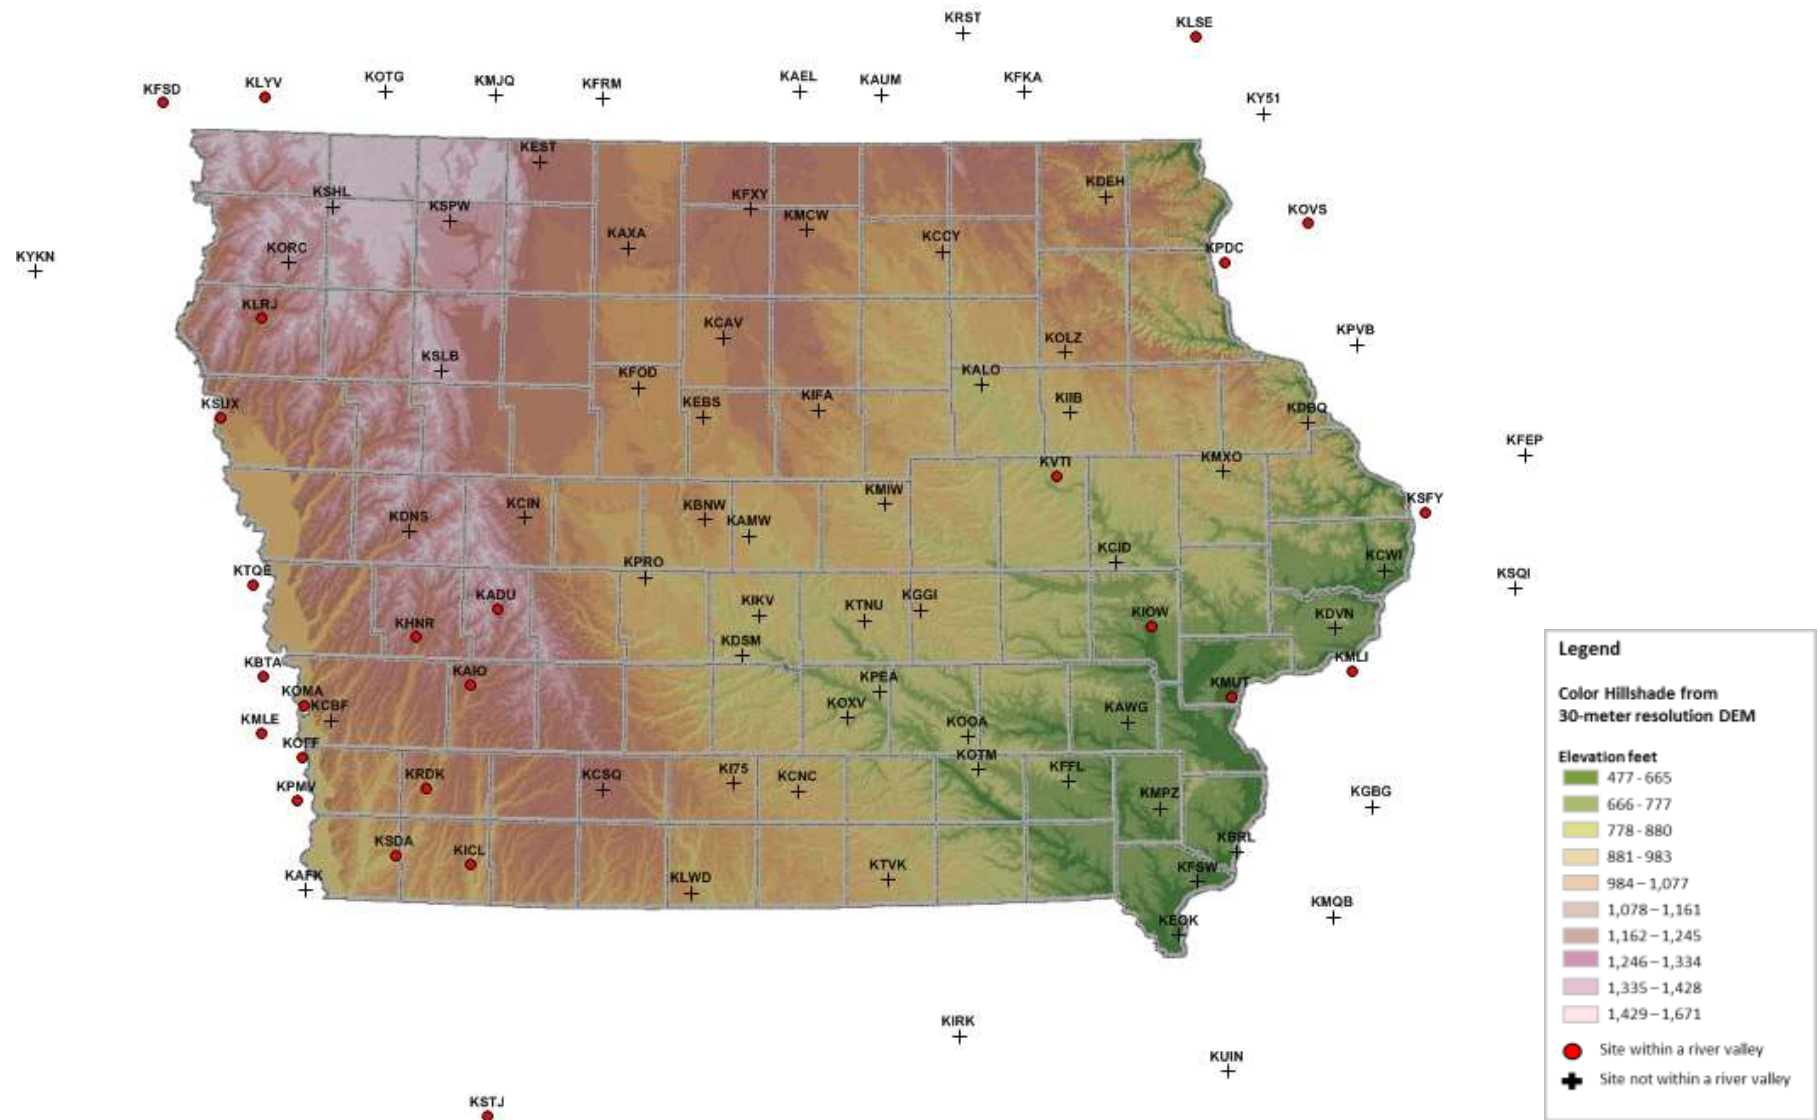 KRST
KLSE
KFSD
KLYV
KOTG
KMJQ
KFRM
KAEL
KAUM
KFKA
KY51
KEST
KSHL
KSPW
KFXY
KMCW
KDEH
KOVS
KYKN
KORC
KAXA
KCCY
KPDC
KLRJ
KCAV
KOLZ
KPVB
KSLB
KFOD
KALO
KSUX
KEBS
KIFA
KIIB
KDBQ
KFEP
KVTI
KMXO
KDNS
KCIN
KBNW
KAMW
KMIW
KSFY
KTQE
KADU
KPRO
KCID
KCWI
KSQI
KHNR
KIKV
KTNU
KGGI
KIOW
KDVN
KDSM
KBTA
KAIO
KPEA
KMLI
KOMA
KCBF
KOXV
KMUT
KMLE
KOOA
KAWG
KOFF
KOTM
KPMV
KRDK
KCSQ
KI75
KCNC
KFFL
KMPZ
KGBG
KSDA
KICL
KBRL
KAFK
KLWD
KTVK
KFSW
KMQB
KEOK
KIRK
KUIN
KSTJ
Legend
Color Hillshade from
30-meter resolution DEM
Elevation feet
477 - 665
666 - 777
778 - 880
881 - 983
984 – 1,077
1,078 – 1,161
1,162 – 1,245
1,246 – 1,334
1,335 – 1,428
1,429 – 1,671
Site within a river valley
Site not within a river valley